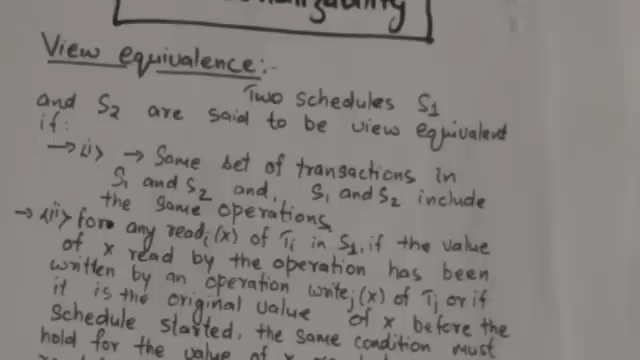 View equivalence:-
Two schedules S1
and S2 are said to be view equivalent
if:
→ <i> → Same set of transactions in
S1 and S2 and, S1 and S2 include
the same operations.
→ <ii> for any readi(x) of Ti in S1, if the value
of x read by the operation has been
written by an operation writej(x) of Tj or if
it is the original value of x before the
schedule started, the same condition must
hold for the value of x